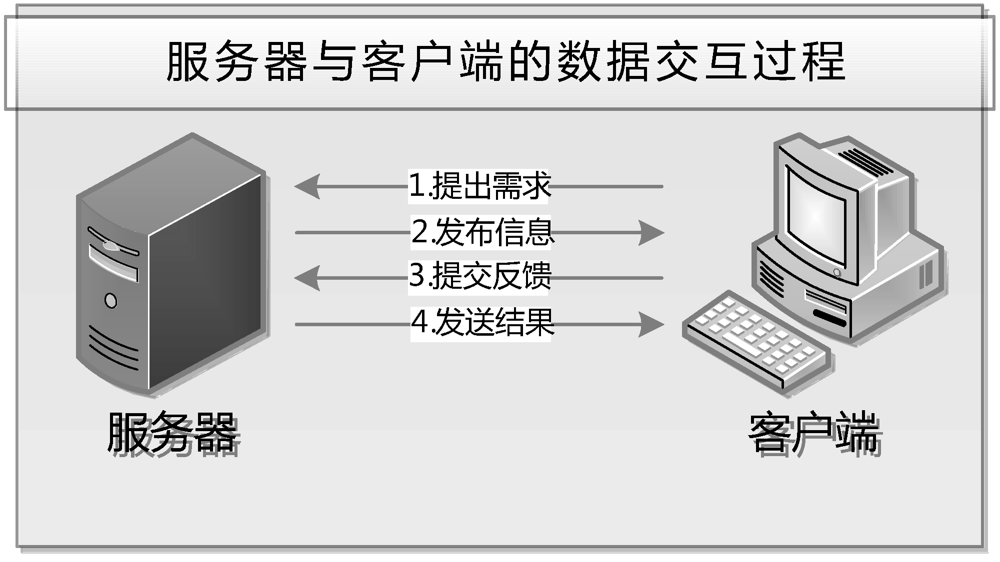 服务器与客户端的数据交互过程
1.提出需求
2.发布信息
3.提交反馈
4.发送结果
服务器
客户端